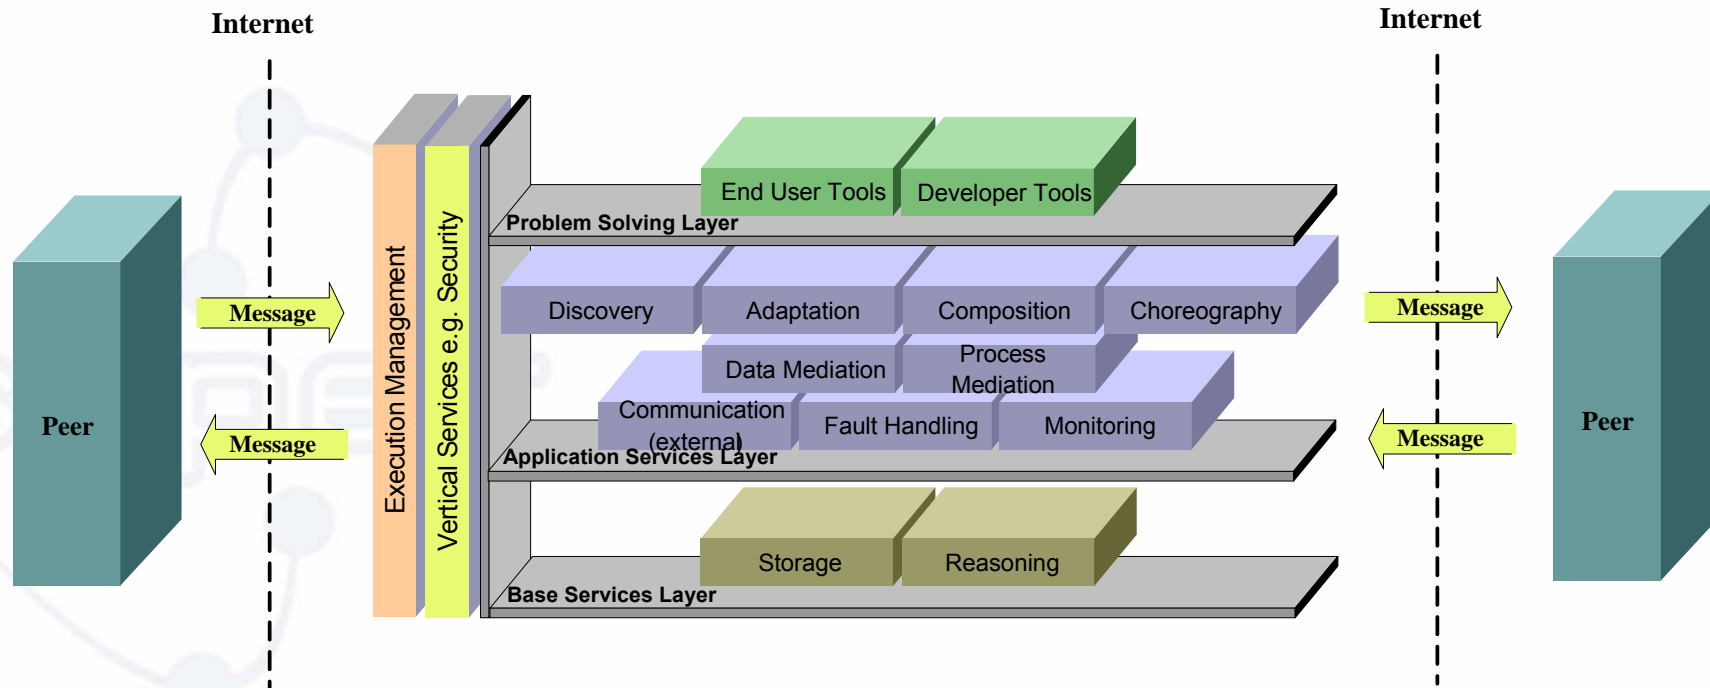 Internet
Internet
End User Tools
Developer Tools
Problem Solving Layer
Execution Management
Vertical Services e.g. Security
Discovery
Adaptation
Composition
Choreography
Message
Message
Data Mediation
Process
Mediation
Communication
(external)
Fault Handling
Monitoring
Peer
Peer
Message
Message
Application Services Layer
Storage
Reasoning
Base Services Layer